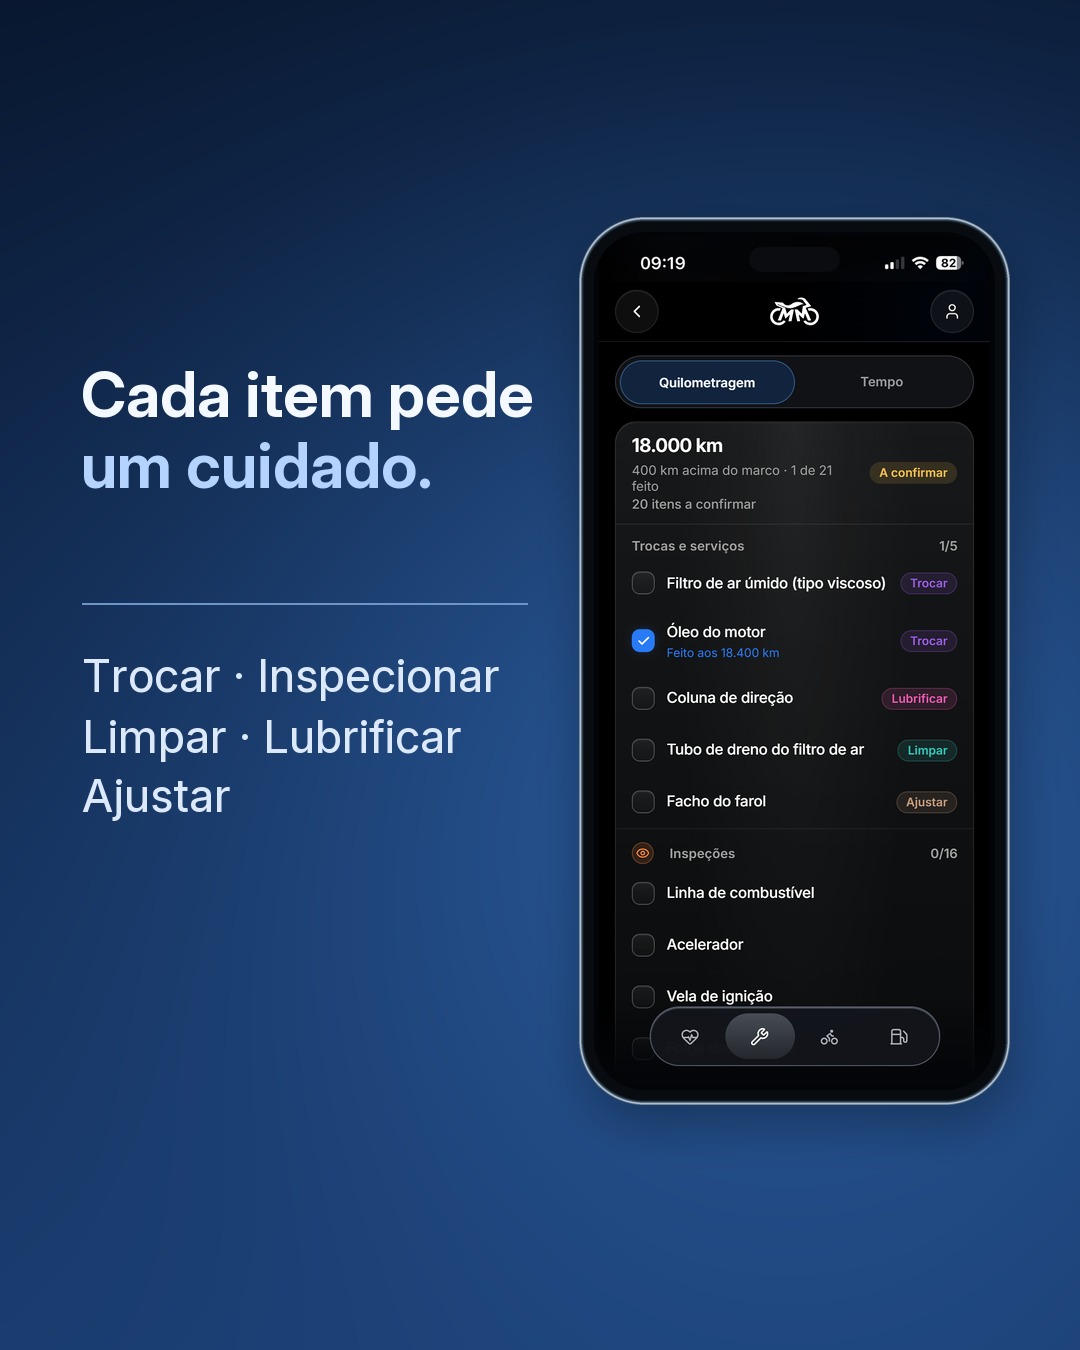 Cada item pede
um cuidado.
Trocar · Inspecionar
Limpar · Lubrificar
Ajustar
09:19
82
MM
Quilometragem
Tempo
18.000 km
400 km acima do marco · 1 de 21
feito
20 itens a confirmar
A confirmar
Trocas e serviços
1/5
Filtro de ar úmido (tipo viscoso)
Trocar
Óleo do motor
Feito aos 18.400 km
Trocar
Coluna de direção
Lubrificar
Tubo de dreno do filtro de ar
Limpar
Facho do farol
Ajustar
Inspeções
0/16
Linha de combustível
Acelerador
Vela de ignição